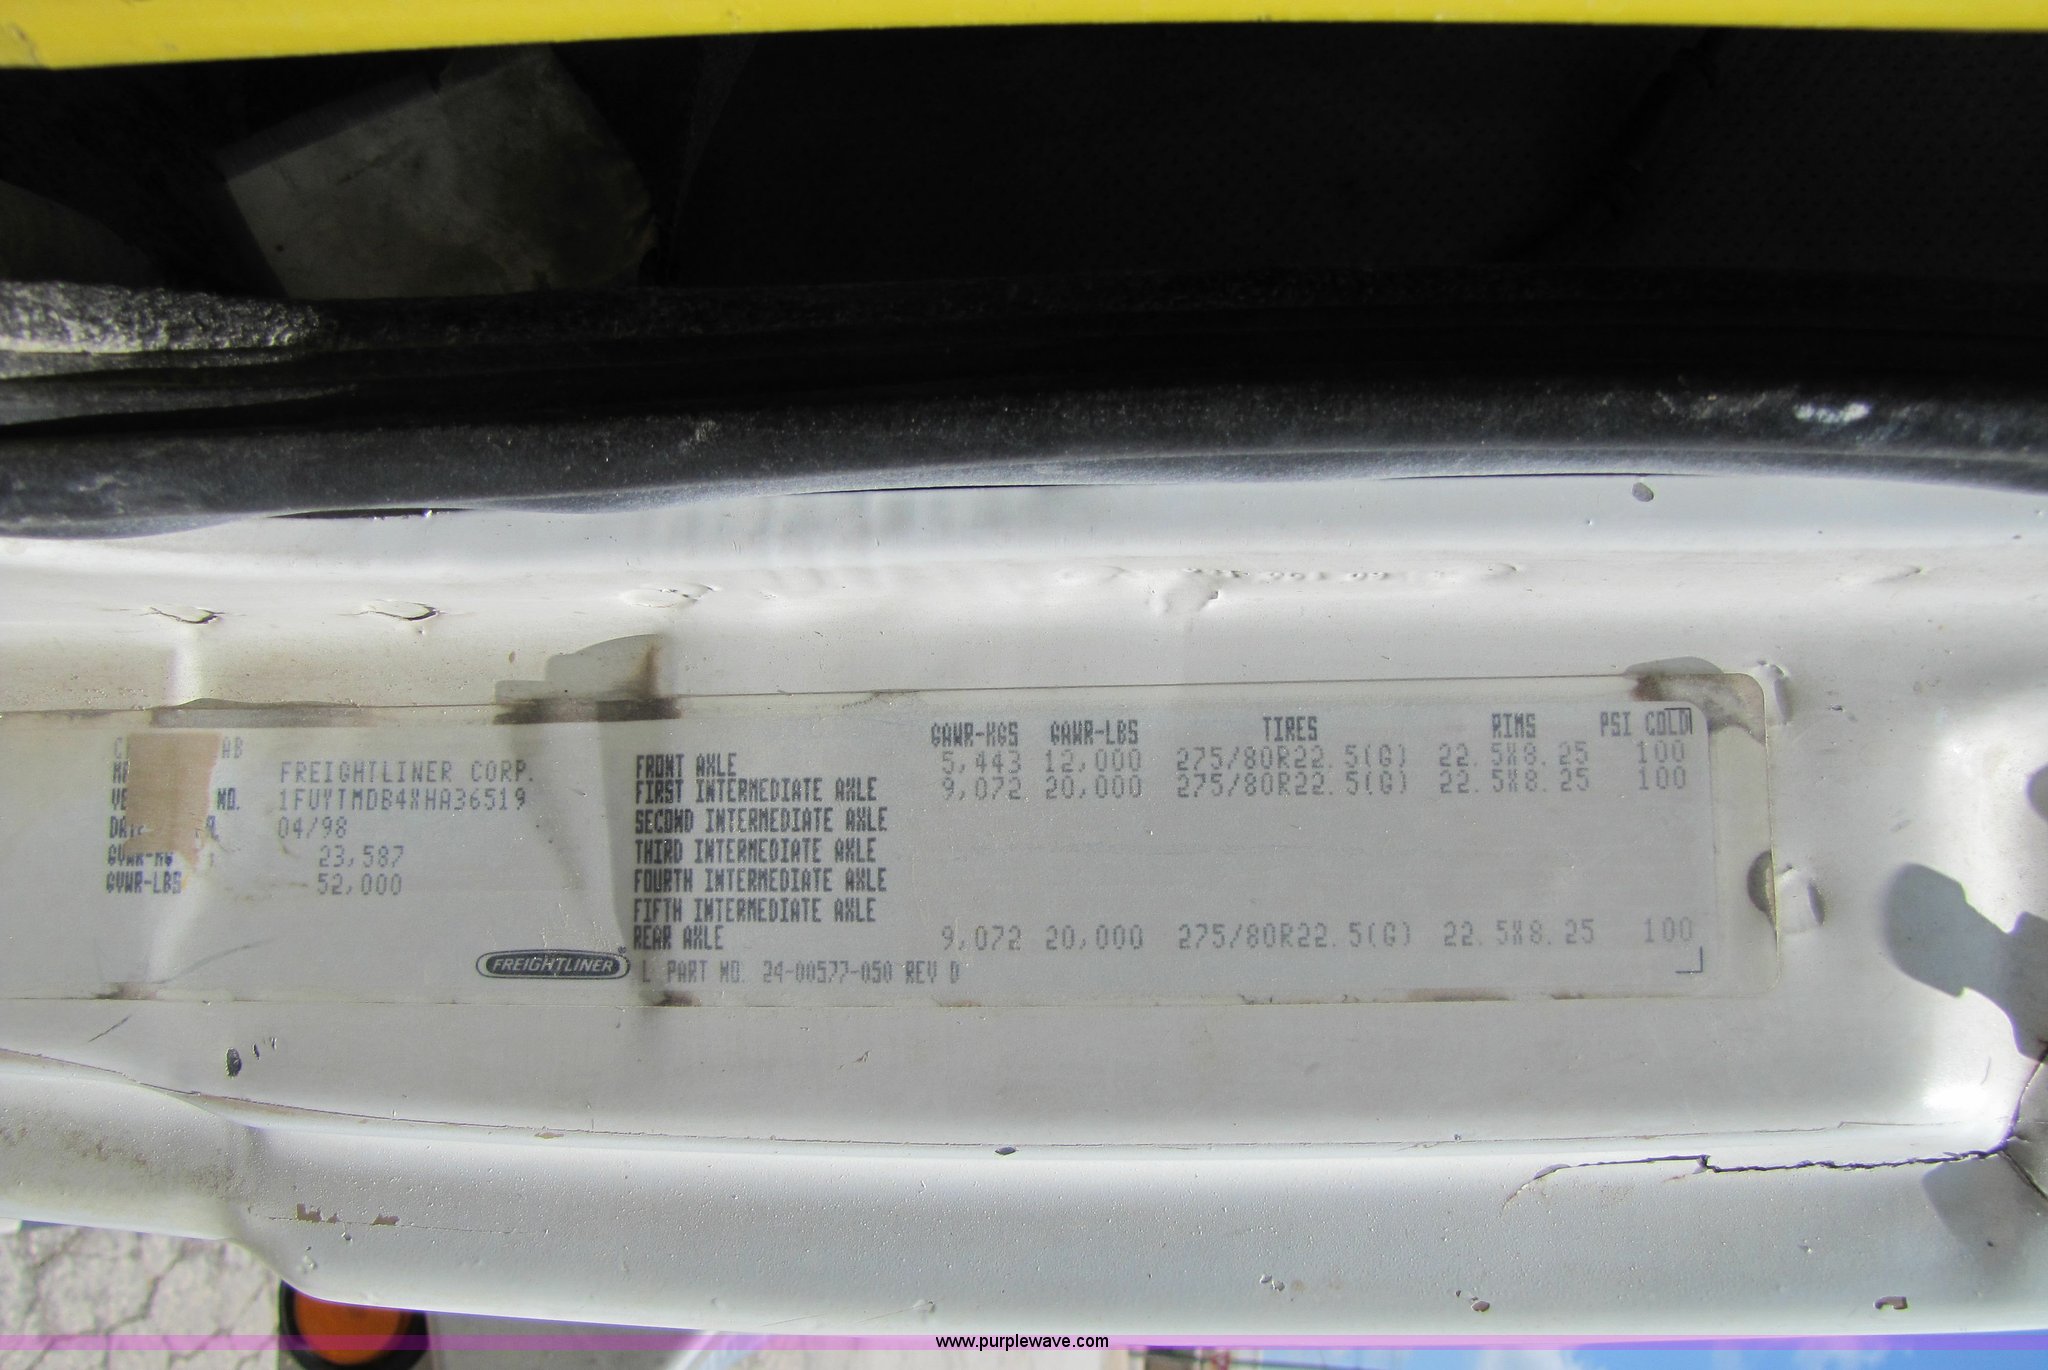 FREIGHTLINER CORP.
NO. 1FUYTMDB4XHA36519
04/98
GVWR-KG 23,587
GVWR-LBS 52,000
FREIGHTLINER
GAWR-KGS GAWR-LBS TIRES RIMS PSI COLD
FRONT AXLE 5,443 12,000 275/80R22.5(G) 22.5X8.25 100
FIRST INTERMEDIATE AXLE 9,072 20,000 275/80R22.5(G) 22.5X8.25 100
SECOND INTERMEDIATE AXLE
THIRD INTERMEDIATE AXLE
FOURTH INTERMEDIATE AXLE
FIFTH INTERMEDIATE AXLE
REAR AXLE 9,072 20,000 275/80R22.5(G) 22.5X8.25 100
PART NO. 24-00577-050 REV D
www.purplewave.com